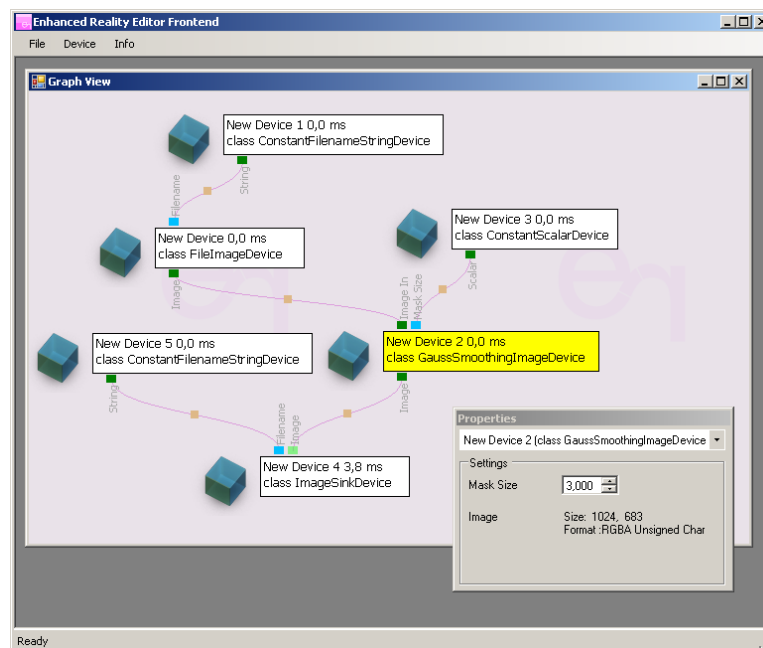 Enhanced Reality Editor Frontend
File Device Info
Graph View
New Device 1 0,0 ms
class ConstantFilenameStringDevice
String
Filename
New Device 3 0,0 ms
class ConstantScalarDevice
New Device 0,0 ms
class FileImageDevice
Scalar
Image
Image In
Mask Size
New Device 5 0,0 ms
class ConstantFilenameStringDevice
New Device 2 0,0 ms
class GaussSmoothingImageDevice
String
Image
Filename
Image
New Device 4 3,8 ms
class ImageSinkDevice
Properties
New Device 2 (class GaussSmoothingImageDevice
Settings
Mask Size 3,000
Image Size: 1024, 683
Format :RGBA Unsigned Char
Ready